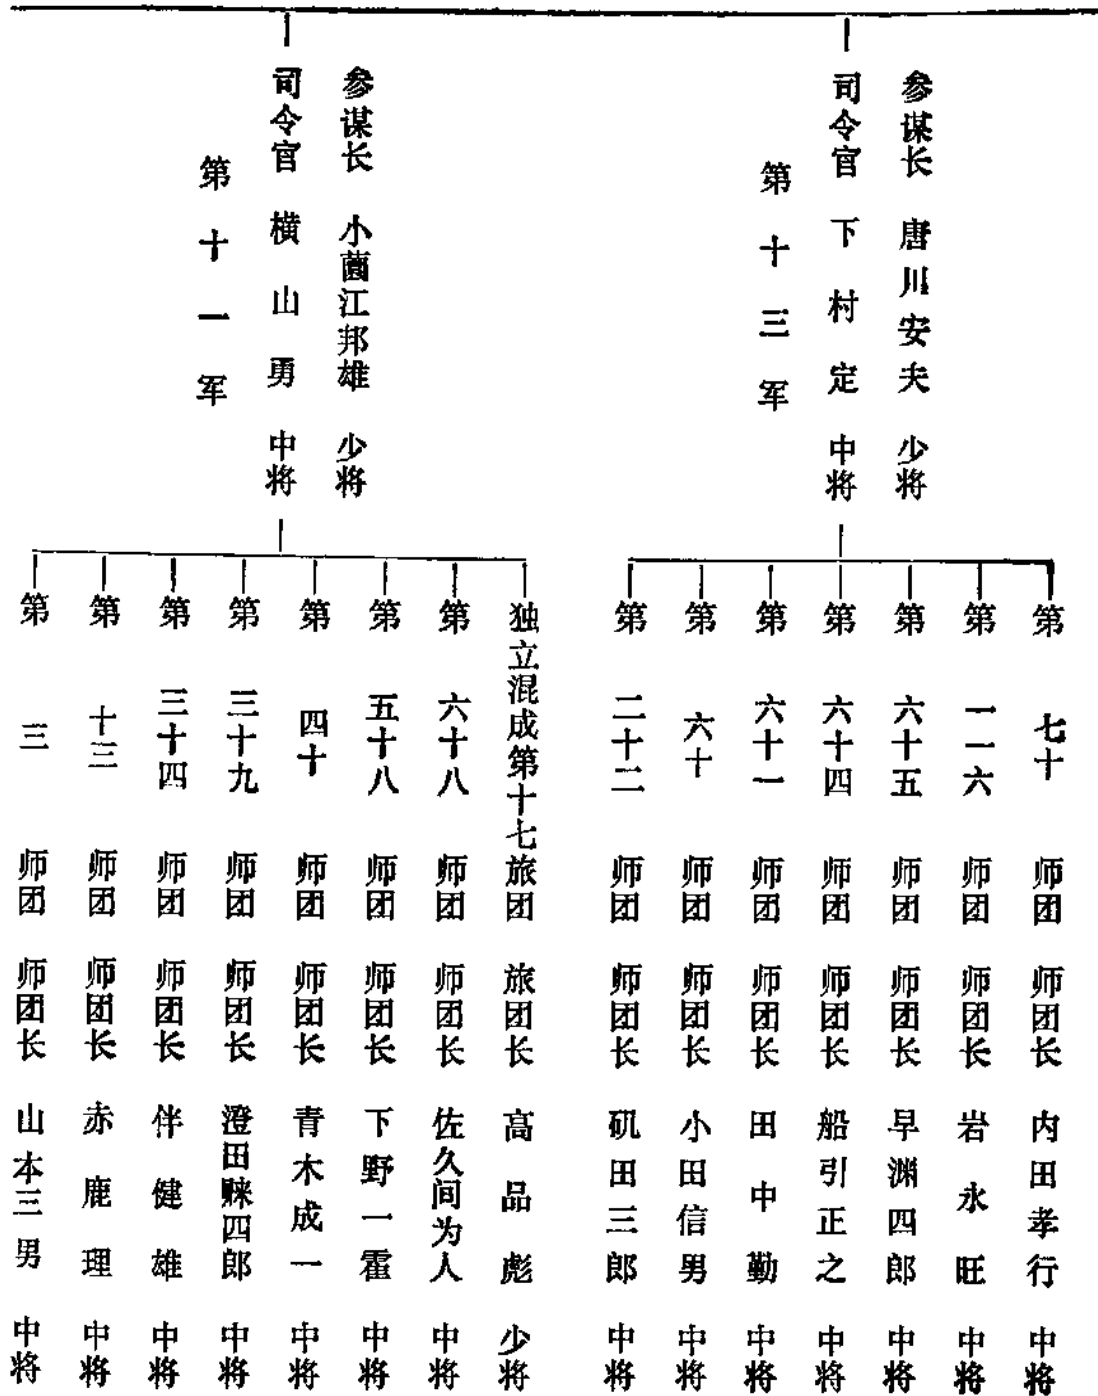 第十一军
司令官 横山勇 中将
参谋长 小薗江邦雄 少将
第三师团 师团长 山本三男 中将
第十三师团 师团长 赤鹿理 中将
第三十四师团 师团长 伴健雄 中将
第三十九师团 师团长 澄田睐四郎 中将
第四十师团 师团长 青木成一 中将
第五十八师团 师团长 下野一霍 中将
第六十八师团 师团长 佐久间为人 中将
独立混成第十七旅团 旅团长 高品彪 少将
第十三军
司令官 下村定 中将
参谋长 唐川安夫 少将
第二十二师团 师团长 矶田三郎 中将
第六十师团 师团长 小田信男 中将
第六十一师团 师团长 田中勤 中将
第六十四师团 师团长 船引正之 中将
第六十五师团 师团长 早渊四郎 中将
第一一六师团 师团长 岩永旺 中将
第七十师团 师团长 内田孝行 中将